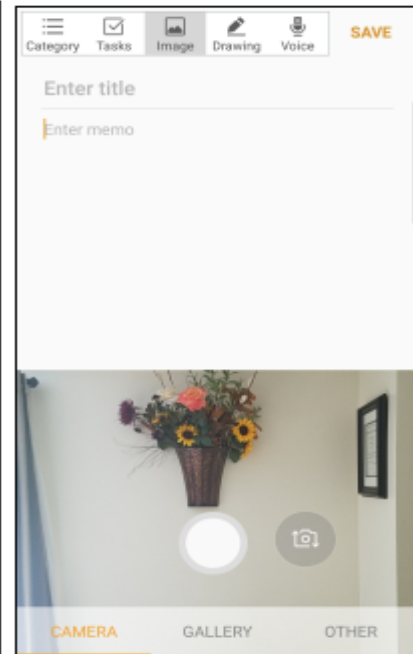 Category Tasks Image Drawing Voice SAVE
Enter title
Enter memo
CAMERA GALLERY OTHER